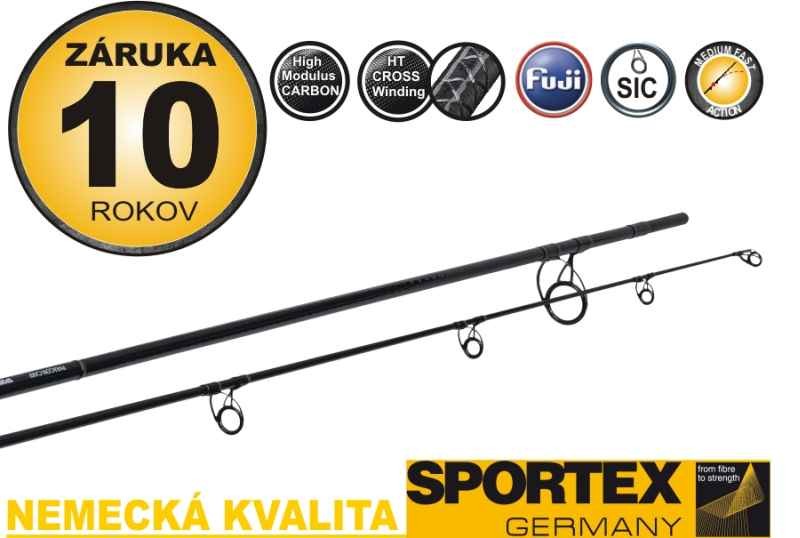 ZÁRUKA
10
ROKOV
High
Modulus
CARBON
HT
CROSS
Winding
Fuji
SIC
MEDIUM FAST
ACTION
NEMECKÁ KVALITA
SPORTEX
GERMANY
from fibre
to strength